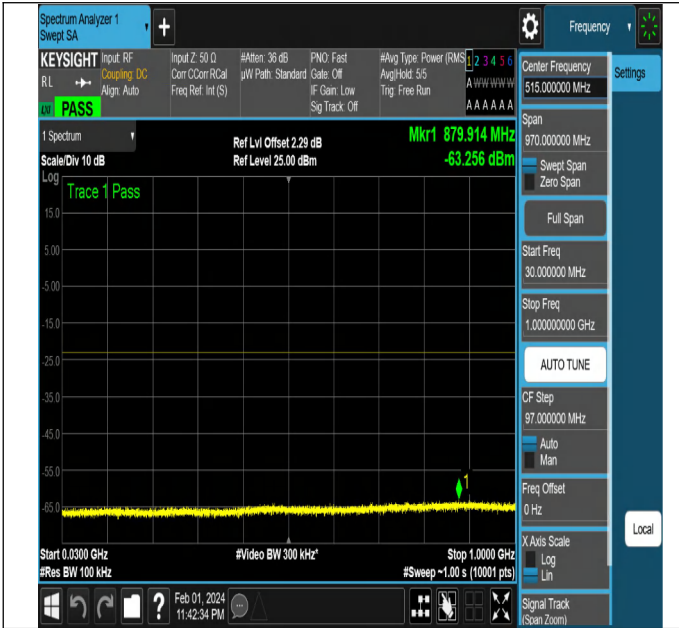 Spectrum Analyzer 1
Swept SA
+
Frequency
KEYSIGHT
RL
Input: RF
Coupling: DC
Align: Auto
Input Z: 50 Ω
Corr CCorr RCal
Freq Ref: Int (S)
#Atten: 36 dB
µW Path: Standard
PNO: Fast
Gate: Off
IF Gain: Low
Sig Track: Off
#Avg Type: Power (RMS
Avg|Hold: 5/5
Trig: Free Run
1 2 3 4 5 6
A W W W W W
A A A A A A
LXI PASS
1 Spectrum
Scale/Div 10 dB
Ref Lvl Offset 2.29 dB
Ref Level 25.00 dBm
Mkr1 879.914 MHz
-63.256 dBm
Log
Trace 1 Pass
15.0
5.00
-5.00
-15.0
-25.0
-35.0
-45.0
-55.0
-65.0
1
Start 0.0300 GHz
#Res BW 100 kHz
#Video BW 300 kHz*
Stop 1.0000 GHz
#Sweep ~1.00 s (10001 pts)
Feb 01, 2024
11:42:34 PM
?
Center Frequency
515.000000 MHz
Settings
Span
970.000000 MHz
Swept Span
Zero Span
Full Span
Start Freq
30.000000 MHz
Stop Freq
1.000000000 GHz
AUTO TUNE
CF Step
97.000000 MHz
Auto
Man
Freq Offset
0 Hz
X Axis Scale
Log
Lin
Local
Signal Track
(Span Zoom)